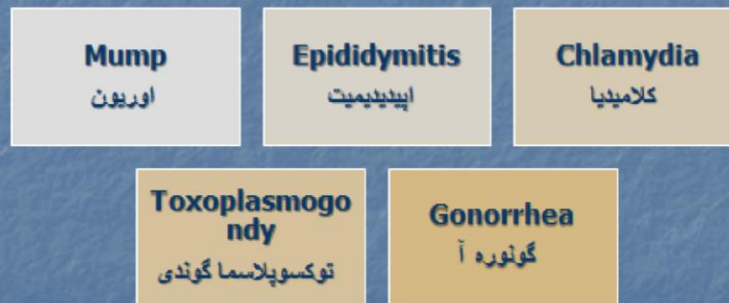 Mump
اوریون
Epididymitis
اپیدیدیمیت
Chlamydia
کلامیدیا
Toxoplasmogo
ndy
توکسوپلاسما گوندی
Gonorrhea
گونوره آ